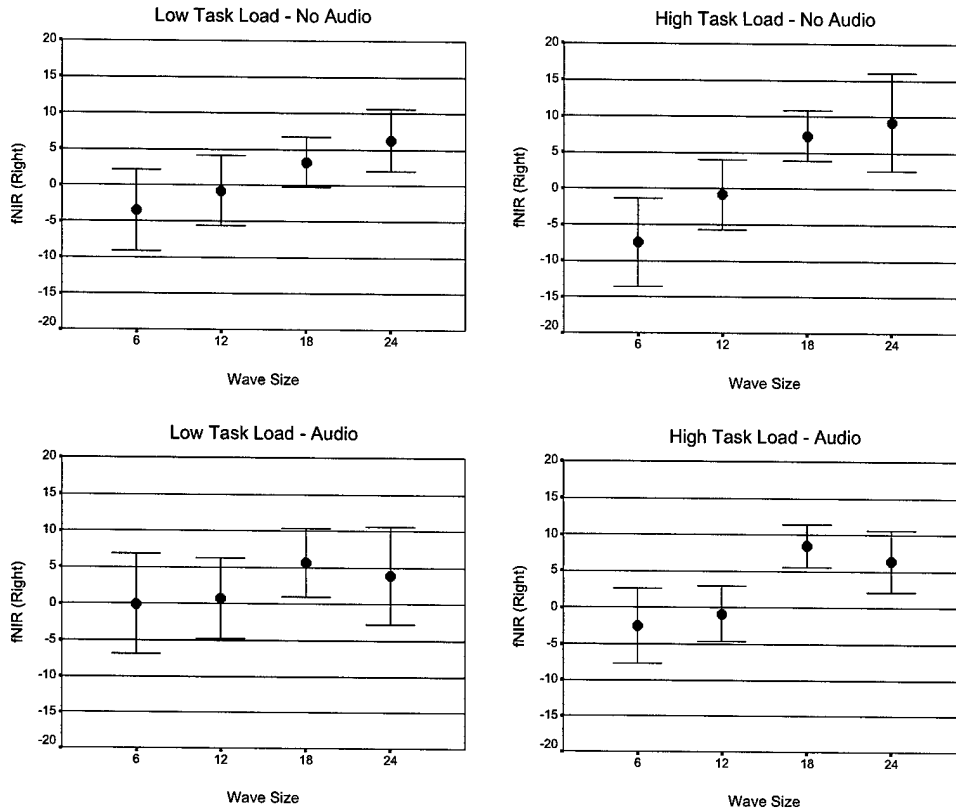 Low Task Load - No Audio
20
15
10
5
0
-5
-10
-15
-20
fNIR (Right)
6 12 18 24
Wave Size
High Task Load - No Audio
20
15
10
5
0
-5
-10
-15
-20
fNIR (Right)
6 12 18 24
Wave Size
Low Task Load - Audio
20
15
10
5
0
-5
-10
-15
-20
fNIR (Right)
6 12 18 24
Wave Size
High Task Load - Audio
20
15
10
5
0
-5
-10
-15
-20
fNIR (Right)
6 12 18 24
Wave Size